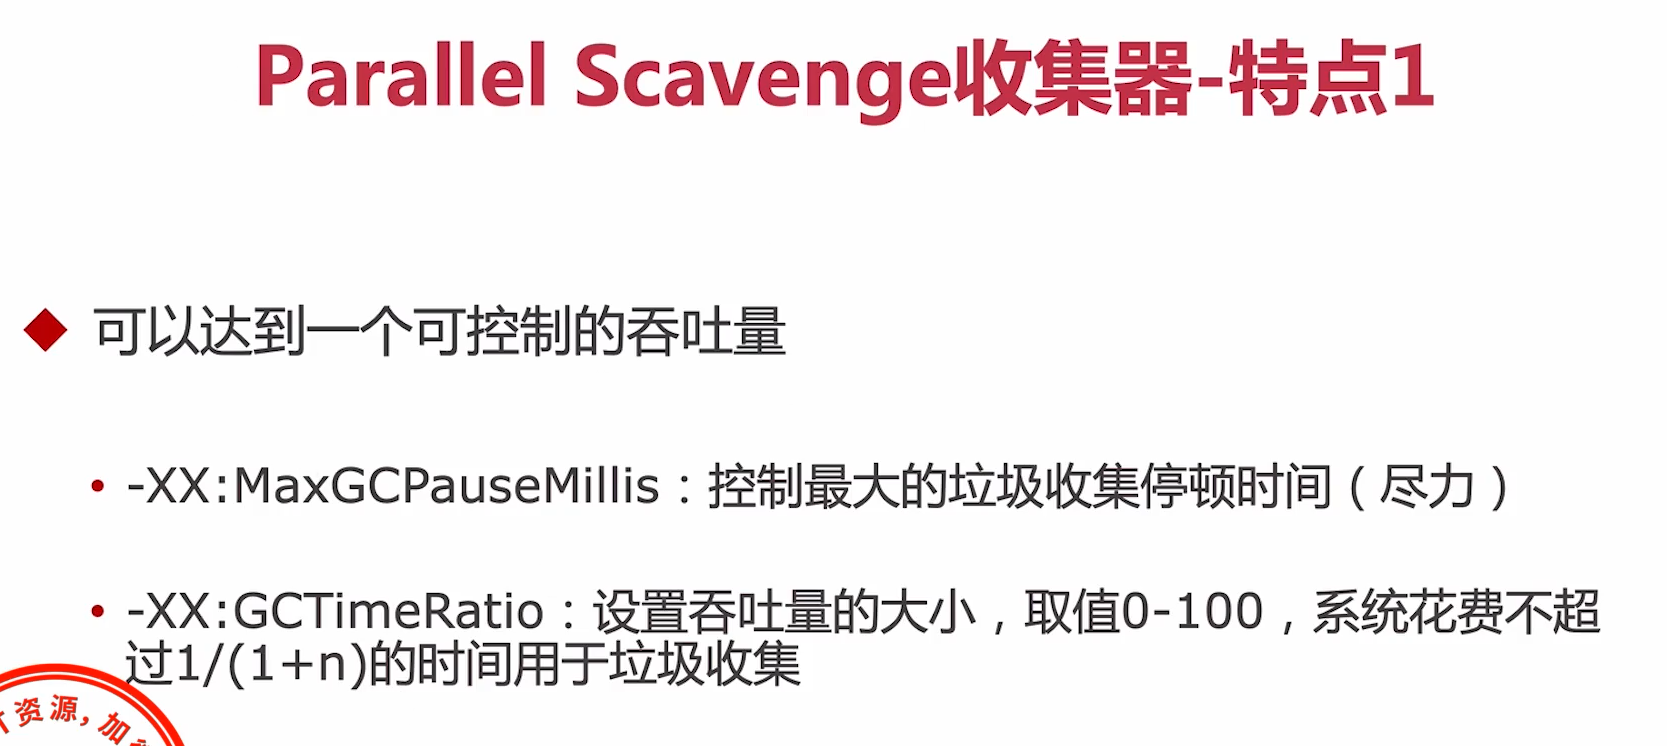 Parallel Scavenge收集器-特点1
可以达到一个可控制的吞吐量
-XX:MaxGCPauseMillis：控制最大的垃圾收集停顿时间（尽力）
-XX:GCTimeRatio：设置吞吐量的大小，取值0-100，系统花费不超
过1/(1+n)的时间用于垃圾收集
资源，加